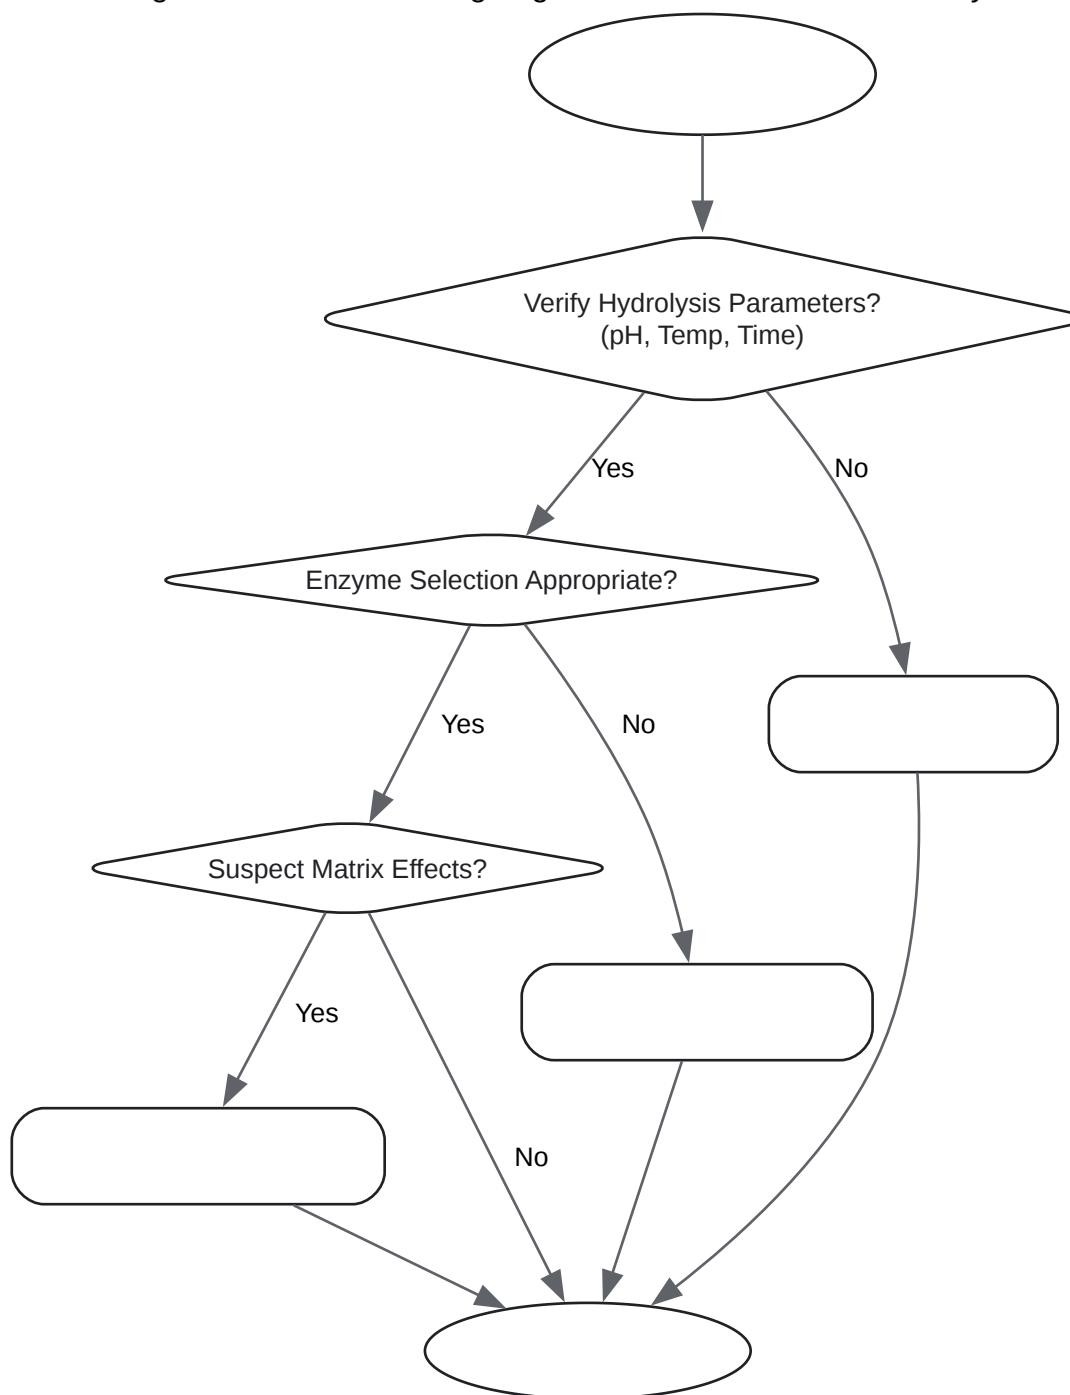 Verify Hydrolysis Parameters?
(pH, Temp, Time)
Yes
No
Enzyme Selection Appropriate?
Yes
No
Suspect Matrix Effects?
Yes
No